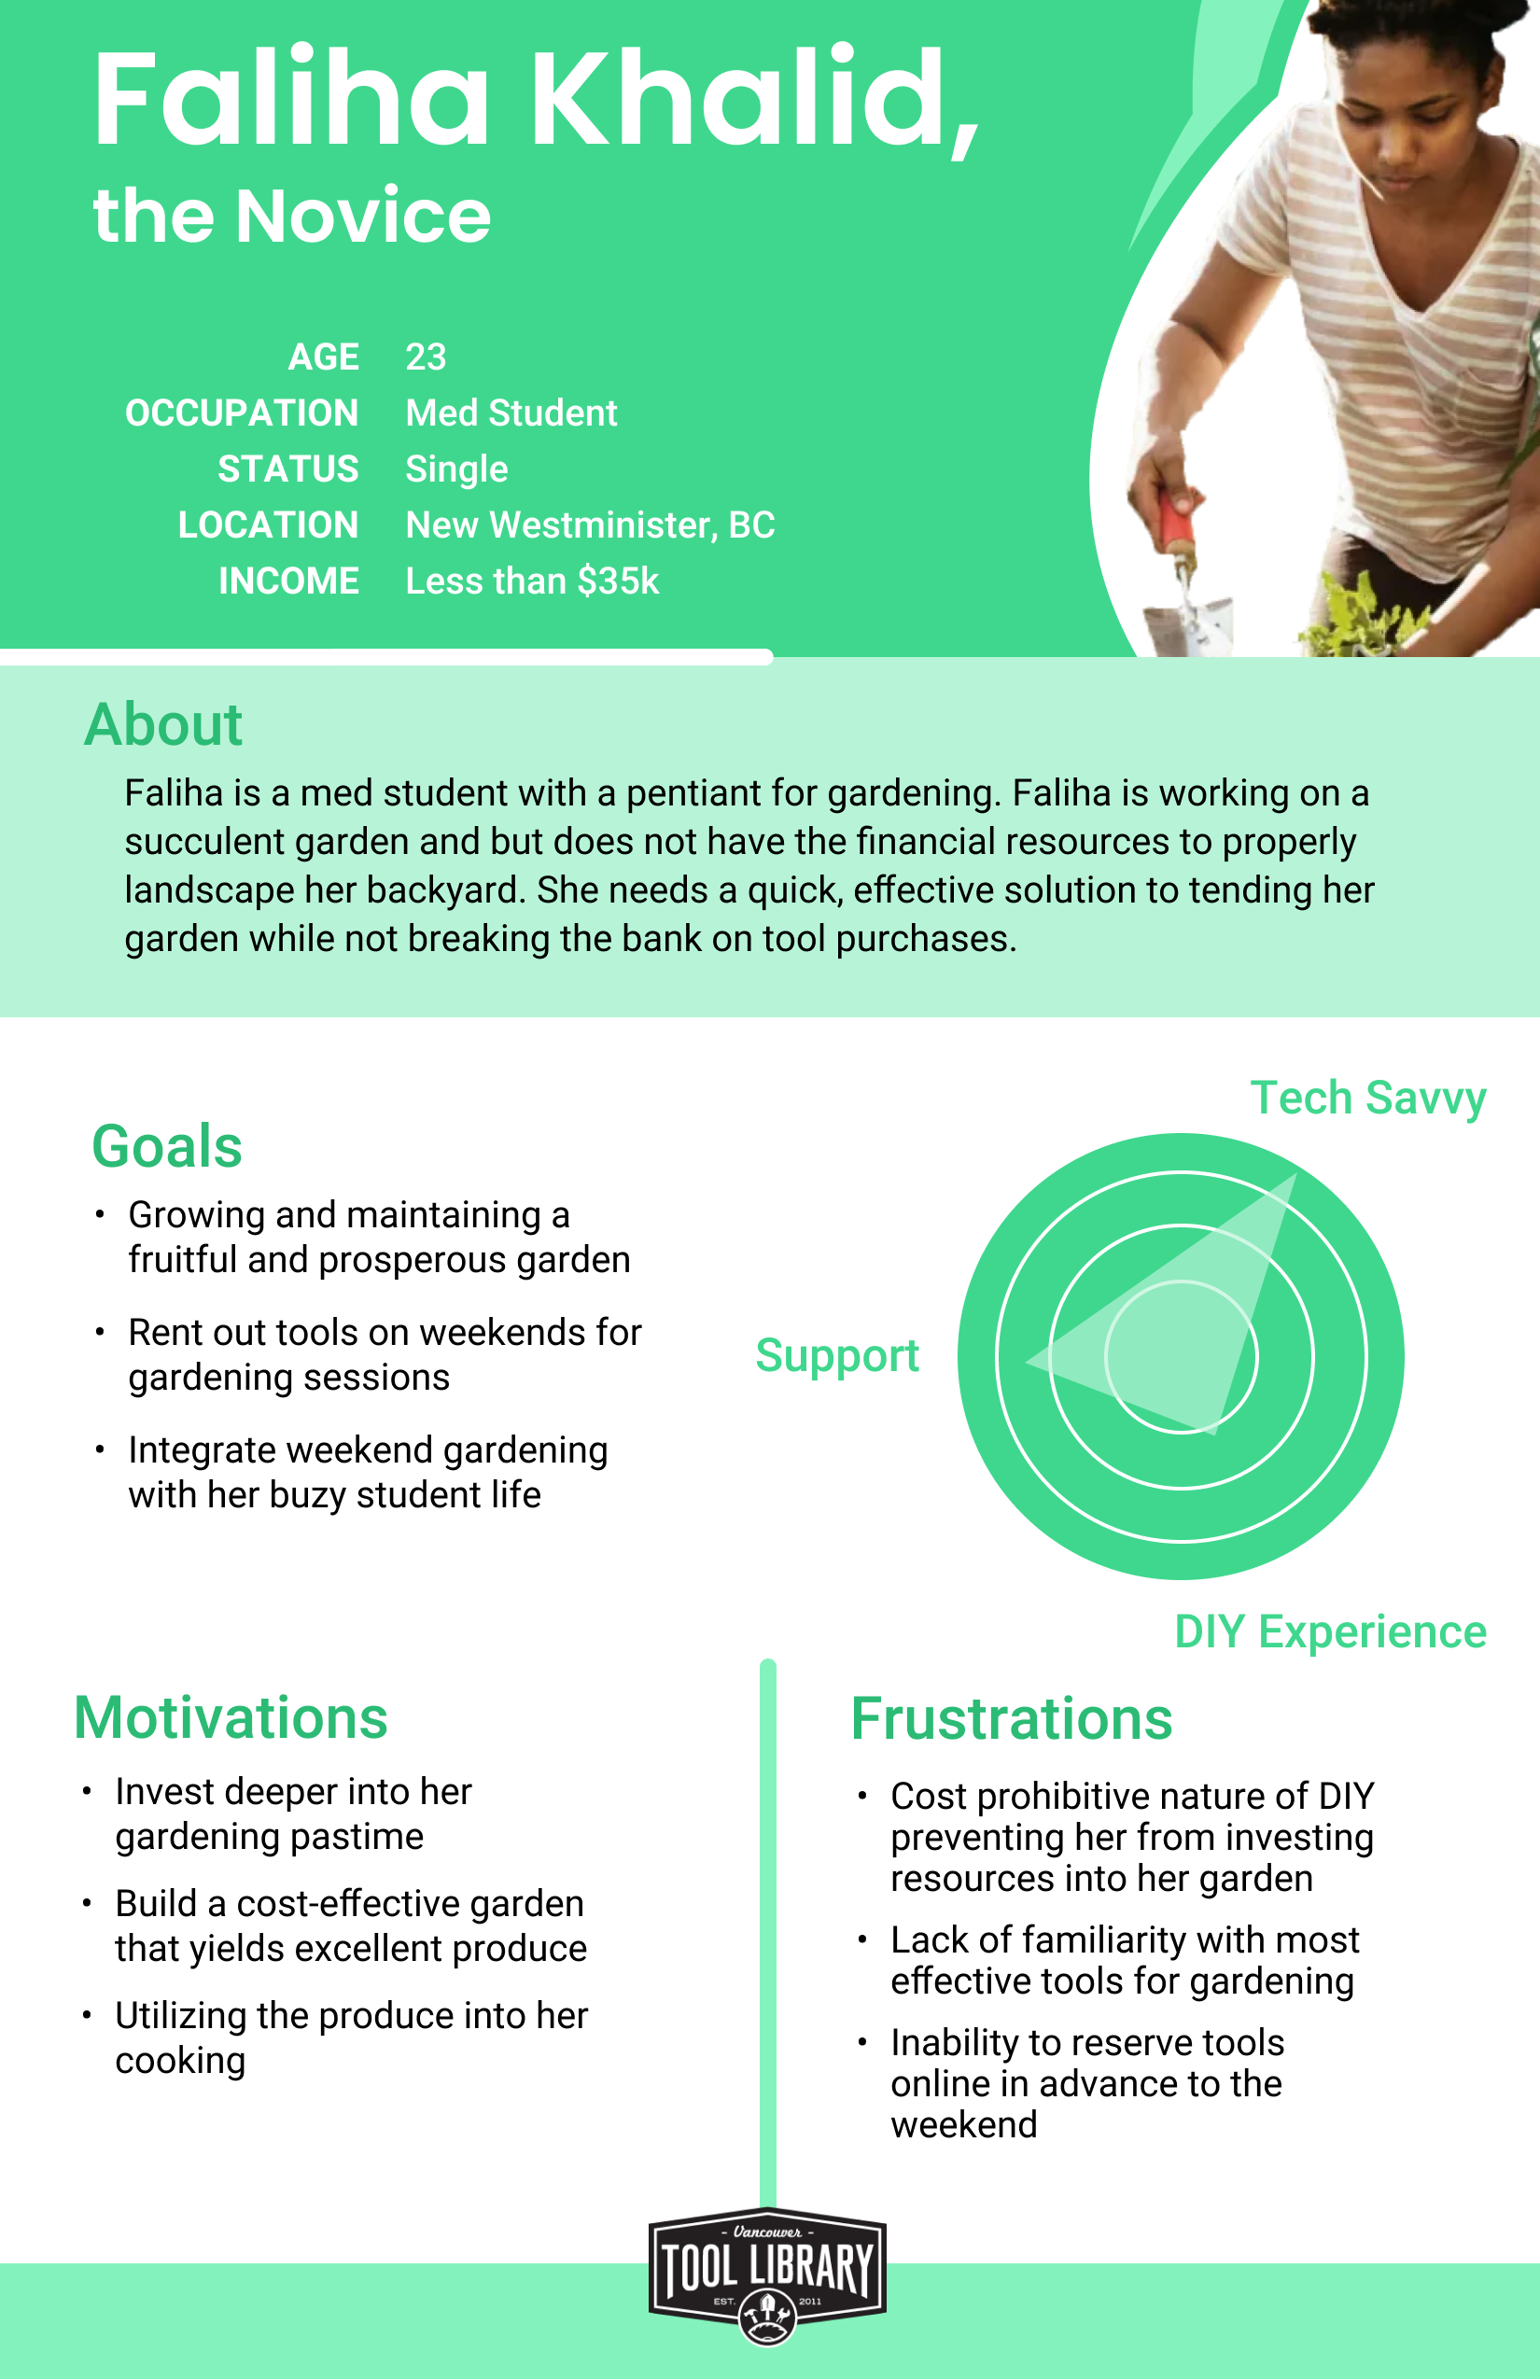 Faliha Khalid,
the Novice
AGE 23
OCCUPATION Med Student
STATUS Single
LOCATION New Westminister, BC
INCOME Less than $35k
About
Faliha is a med student with a pentiant for gardening. Faliha is working on a
succulent garden and but does not have the financial resources to properly
landscape her backyard. She needs a quick, effective solution to tending her
garden while not breaking the bank on tool purchases.
Goals
• Growing and maintaining a
fruitful and prosperous garden
• Rent out tools on weekends for
gardening sessions
• Integrate weekend gardening
with her buzy student life
Tech Savvy
Support
DIY Experience
Motivations
• Invest deeper into her
gardening pastime
• Build a cost-effective garden
that yields excellent produce
• Utilizing the produce into her
cooking
Frustrations
• Cost prohibitive nature of DIY
preventing her from investing
resources into her garden
• Lack of familiarity with most
effective tools for gardening
• Inability to reserve tools
online in advance to the
weekend
- Vancouver -
TOOL LIBRARY
EST. 2011